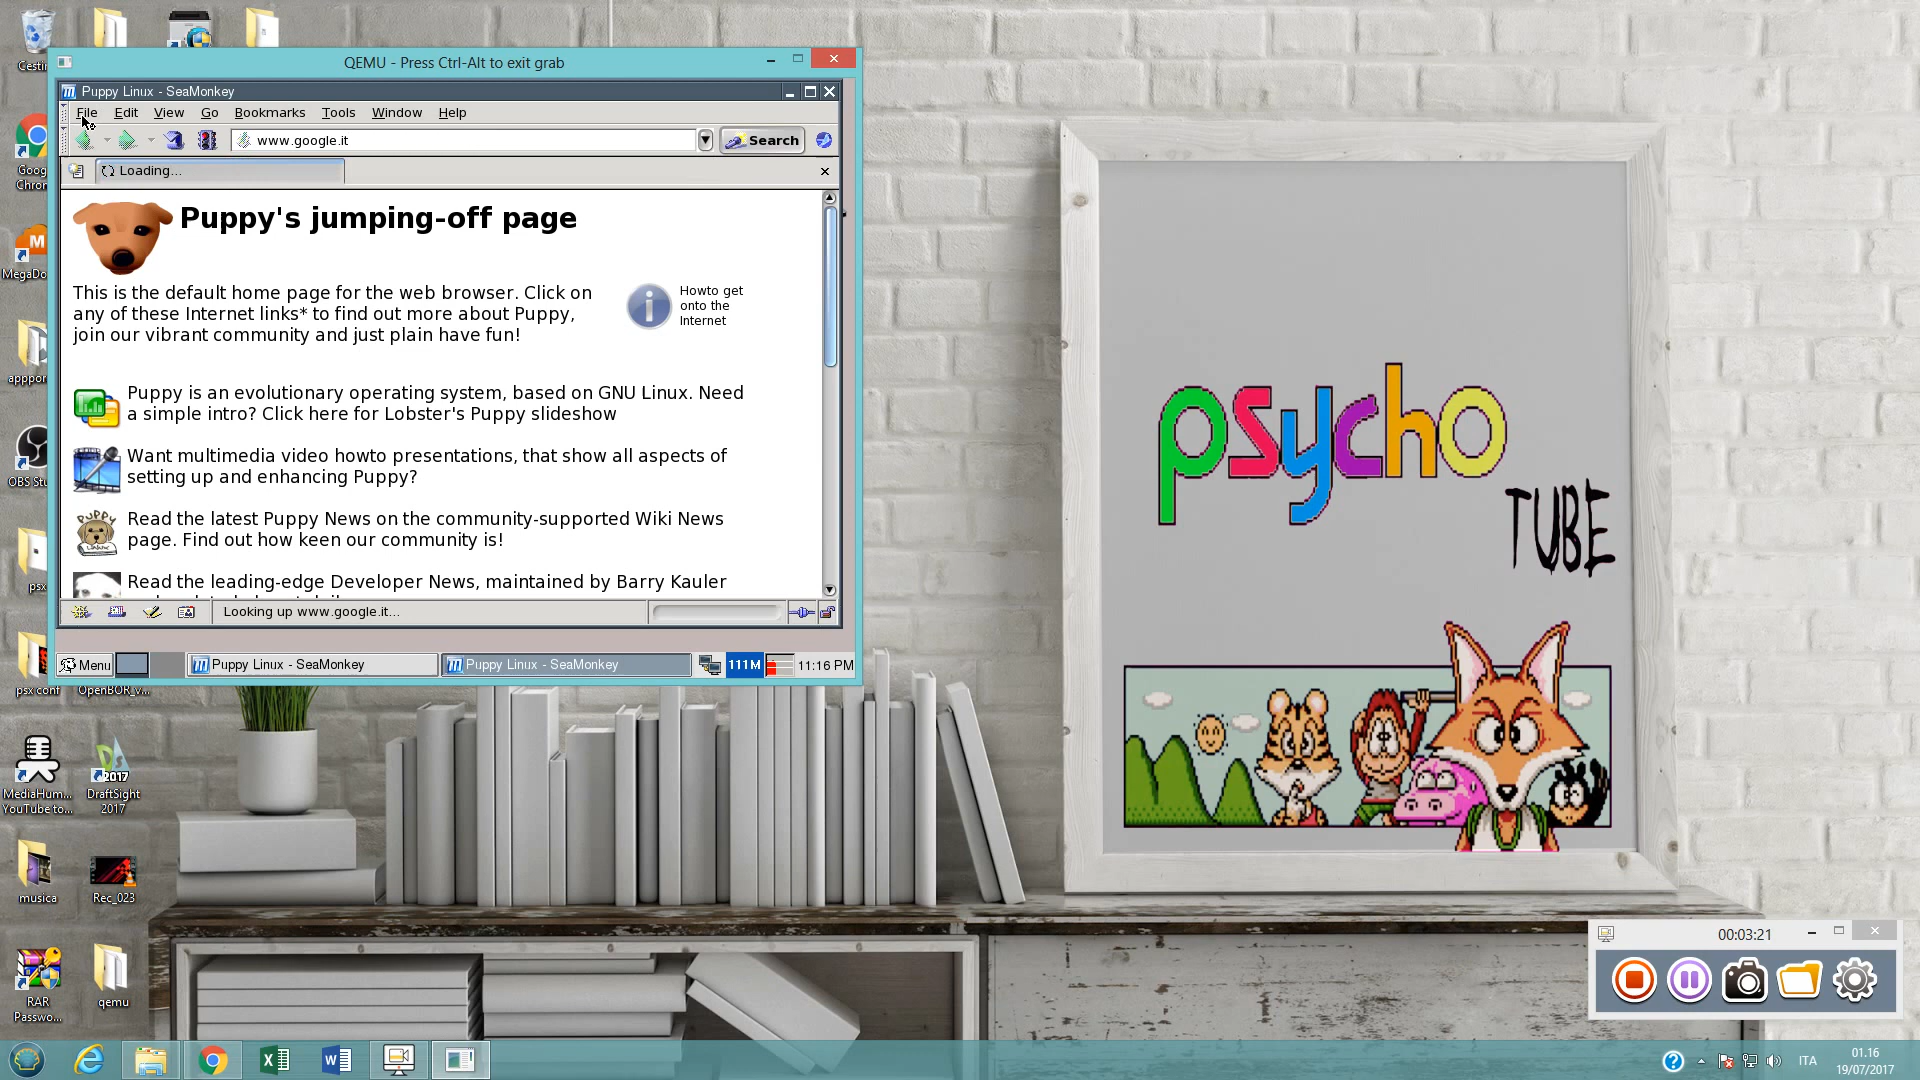 Cestin
Goog
Chrom
MegaDo
OBS Stu
psx
psx conf
OpenBOR_v...
MediaHum...
YouTube to...
2017
DraftSight
2017
musica
Rec_023
RAR
Passwo...
qemu
QEMU - Press Ctrl-Alt to exit grab
Puppy Linux - SeaMonkey
File Edit View Go Bookmarks Tools Window Help
www.google.it
Search
Loading...
Puppy's jumping-off page
This is the default home page for the web browser. Click on
any of these Internet links* to find out more about Puppy,
join our vibrant community and just plain have fun!
Howto get
onto the
Internet
Puppy is an evolutionary operating system, based on GNU Linux. Need
a simple intro? Click here for Lobster's Puppy slideshow
Want multimedia video howto presentations, that show all aspects of
setting up and enhancing Puppy?
Read the latest Puppy News on the community-supported Wiki News
page. Find out how keen our community is!
Read the leading-edge Developer News, maintained by Barry Kauler
Looking up www.google.it...
Menu
Puppy Linux - SeaMonkey
Puppy Linux - SeaMonkey
111M
11:16 PM
psycho
TUBE
00:03:21
ITA
01.16
19/07/2017